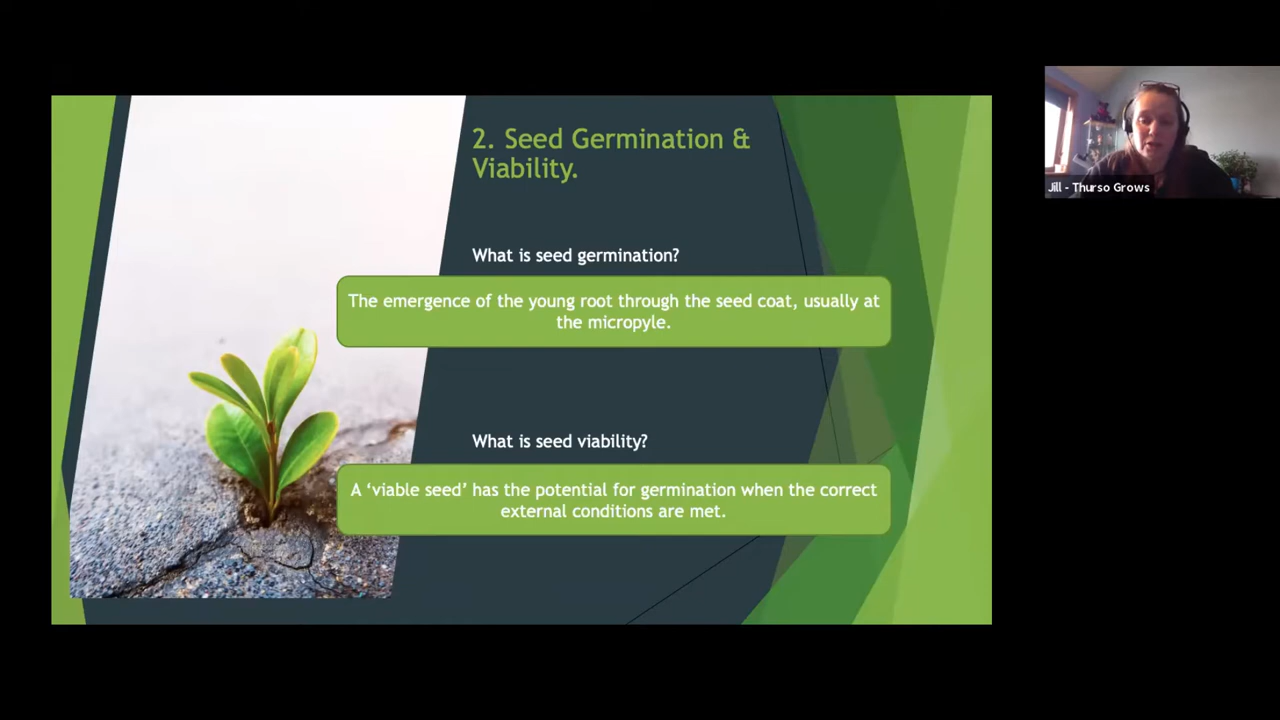 2. Seed Germination &
Viability.
What is seed germination?
The emergence of the young root through the seed coat, usually at
the micropyle.
What is seed viability?
A ‘viable seed’ has the potential for germination when the correct
external conditions are met.
Jill - Thurso Grows